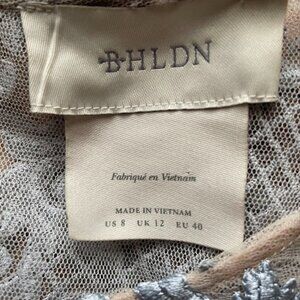 BHLDN
Fabriqué en Vietnam
MADE IN VIETNAM
US 8 UK 12 EU 40